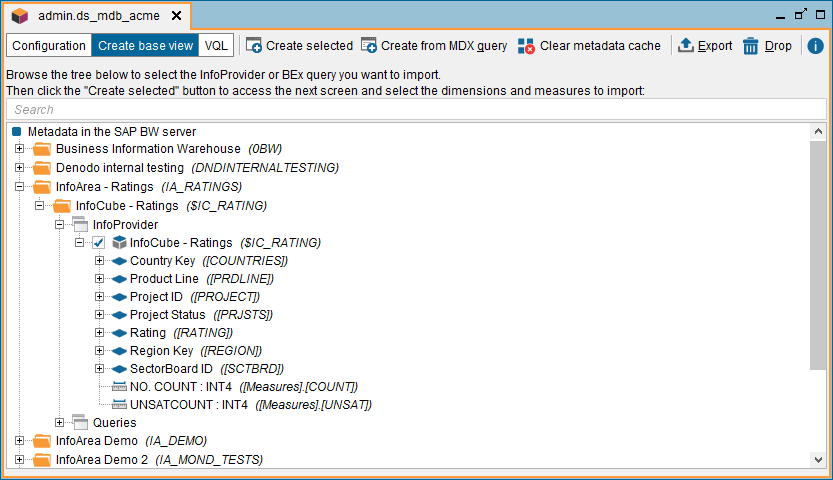 admin.ds_mdb_acme
Configuration Create base view VQL Create selected Create from MDX query Clear metadata cache Export Drop
Browse the tree below to select the InfoProvider or BEx query you want to import.
Then click the "Create selected" button to access the next screen and select the dimensions and measures to import:
Search
Metadata in the SAP BW server
Business Information Warehouse (0BW)
Denodo internal testing (DNDINTERNALTESTING)
InfoArea - Ratings (IA_RATINGS)
InfoCube - Ratings ($IC_RATING)
InfoProvider
InfoCube - Ratings ($IC_RATING)
Country Key ([COUNTRIES])
Product Line ([PRDLINE])
Project ID ([PROJECT])
Project Status ([PRJSTS])
Rating ([RATING])
Region Key ([REGION])
SectorBoard ID ([SCTBRD])
NO. COUNT : INT4 ([Measures].[COUNT])
UNSATCOUNT : INT4 ([Measures].[UNSAT])
Queries
InfoArea Demo (IA_DEMO)
InfoArea Demo 2 (IA_MOND_TESTS)